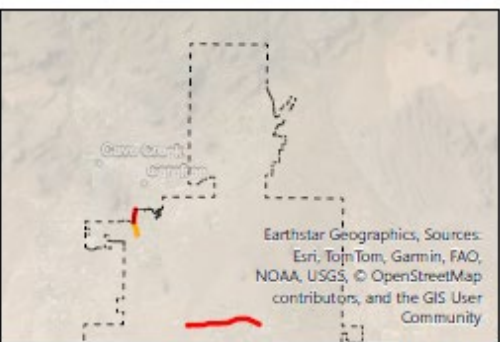 Cave Creek
Carefree
Earthstar Geographics, Sources:
Esri, TomTom, Garmin, FAO,
NOAA, USGS, © OpenStreetMap
contributors, and the GIS User
Community